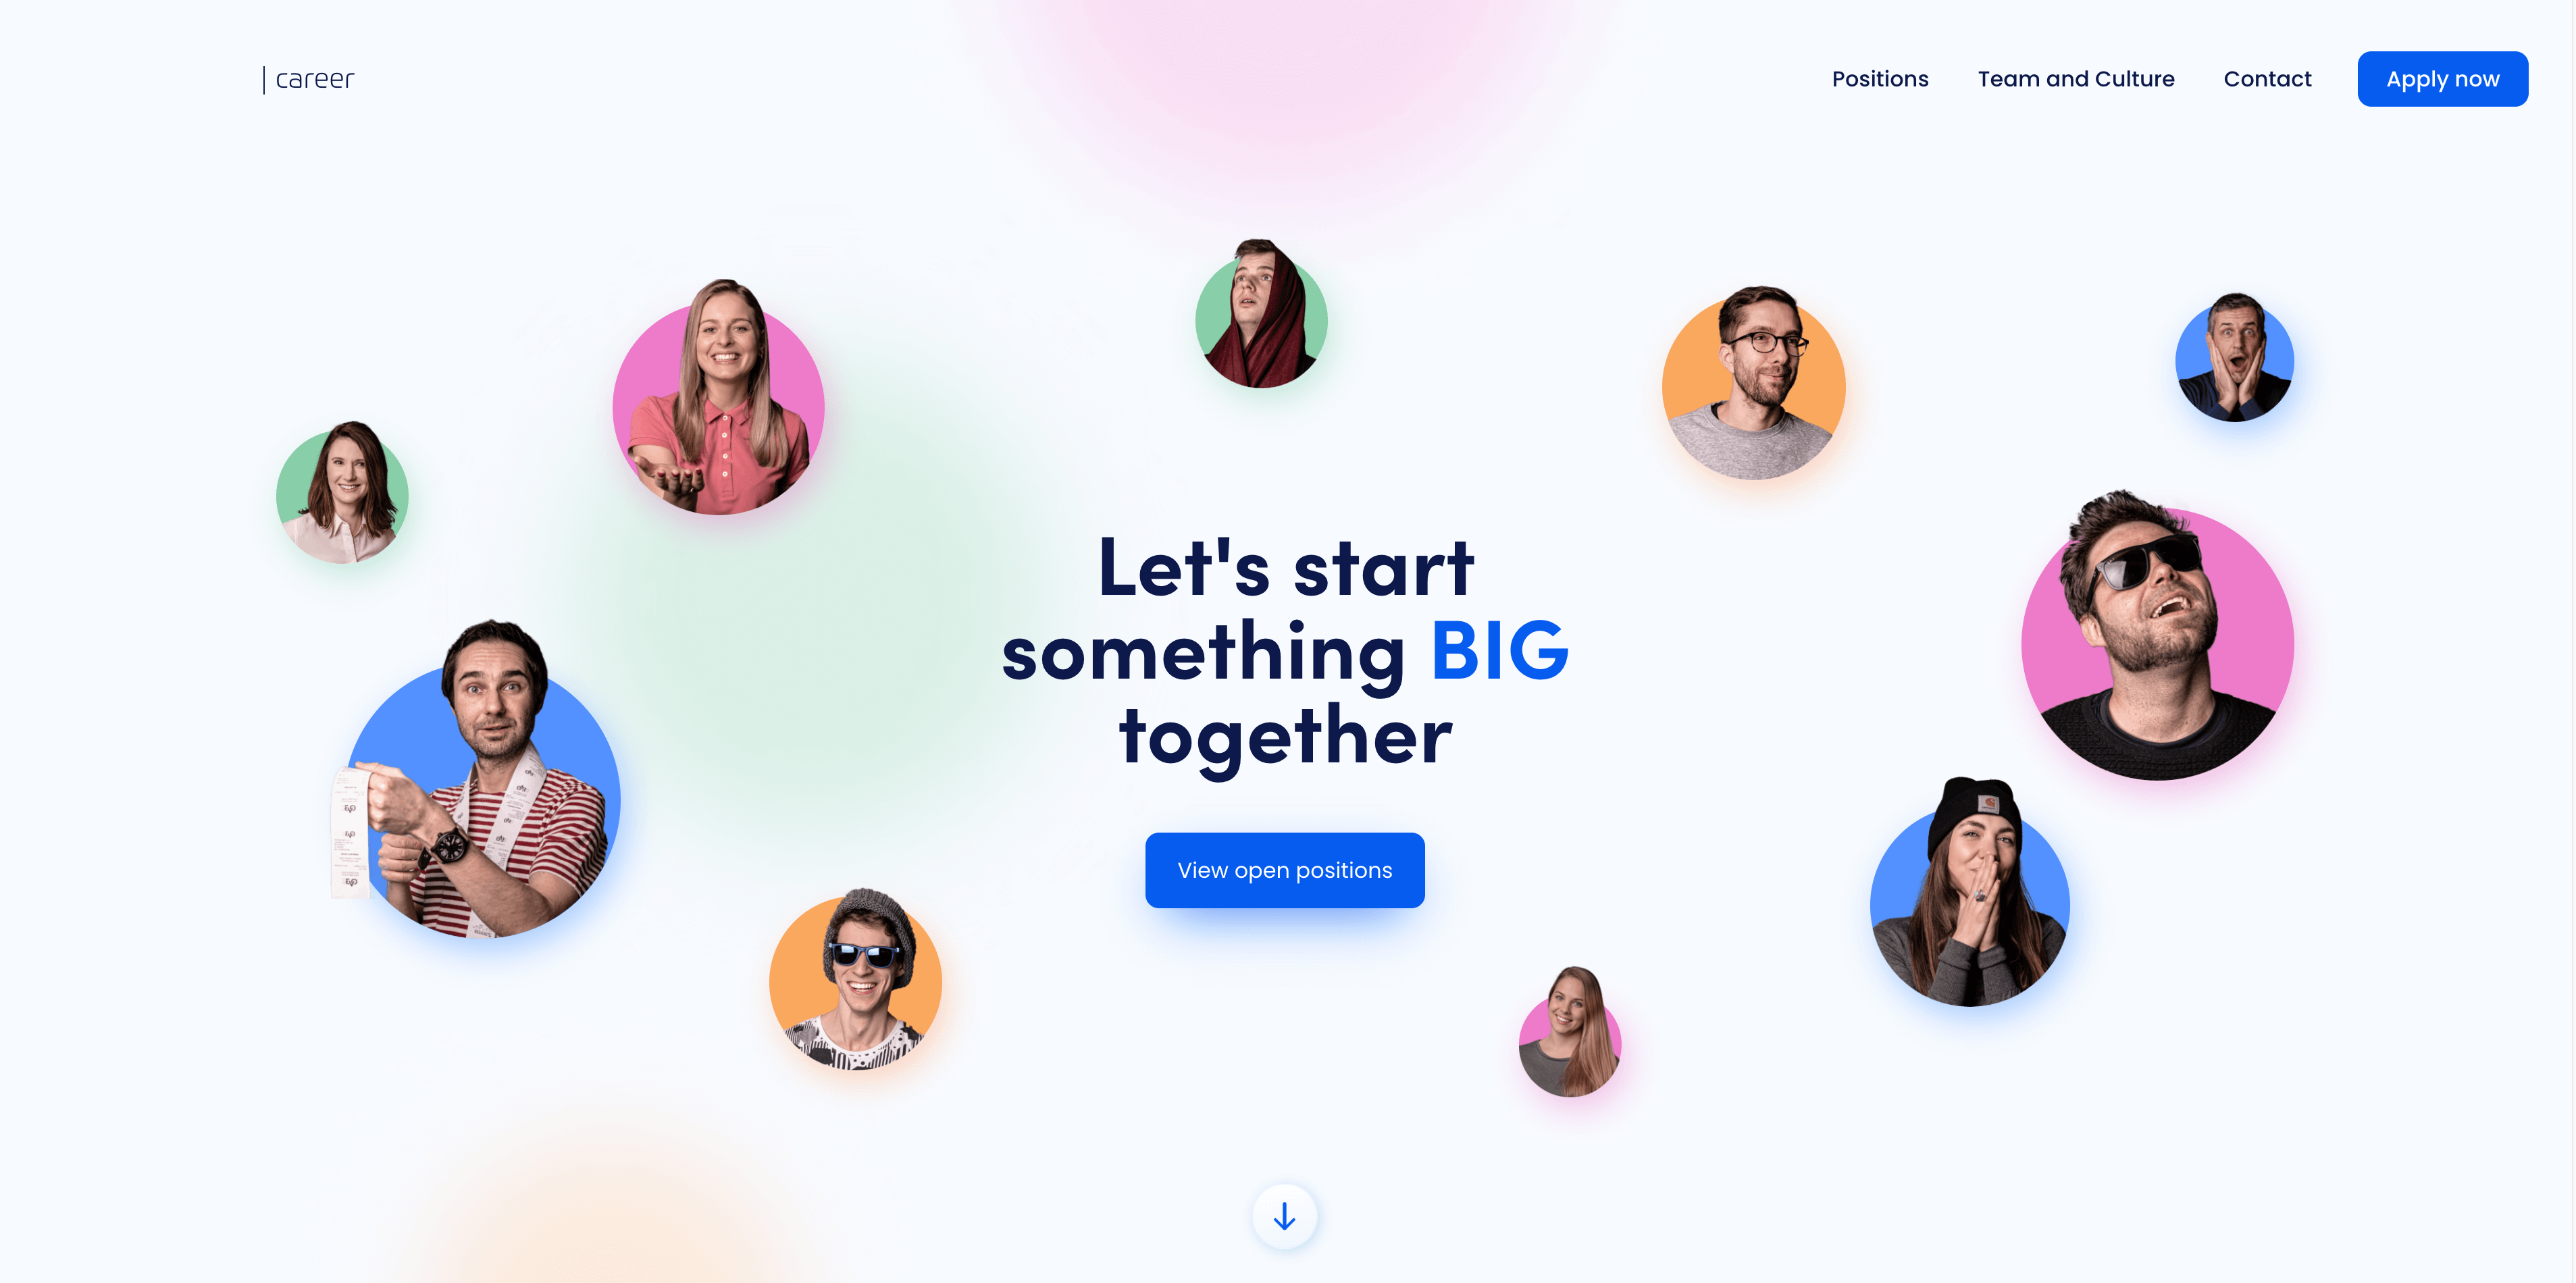 | career
Positions
Team and Culture
Contact
Apply now
Let's start
something BIG
together
View open positions